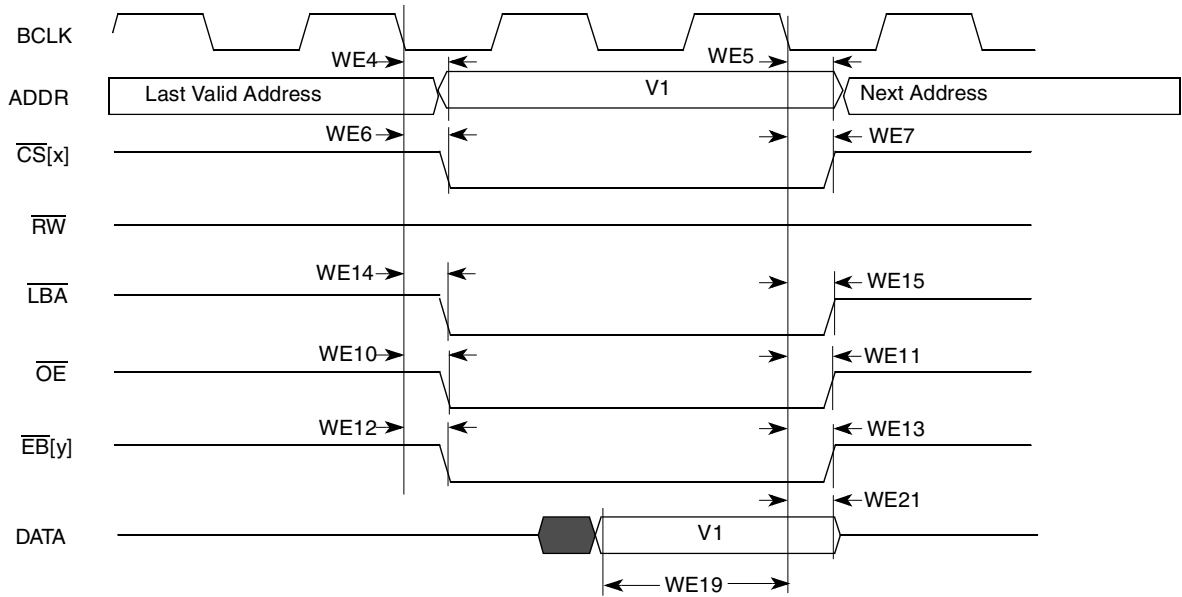 BCLK
WE4 WE5
ADDR Last Valid Address V1 Next Address
WE6 WE7
CS[x]
RW
WE14 WE15
LBA
WE10 WE11
OE
WE12 WE13
EB[y]
WE21
DATA V1
WE19